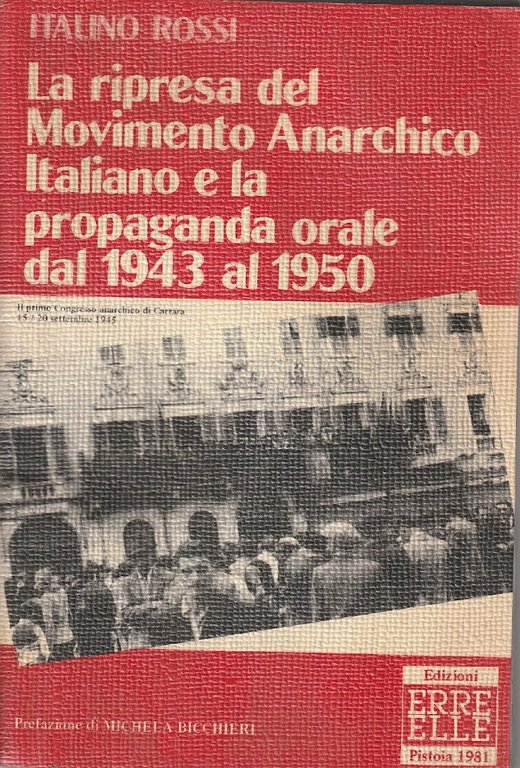 ITALINO ROSSI
La ripresa del
Movimento Anarchico
Italiano e la
propaganda orale
dal 1943 al 1950
Il primo Congresso anarchico di Carrara
15 / 20 settembre 1945
Edizioni
ERRE
ELLE
Pistoia 1981
Prefazione di MICHELA BICCHIERI